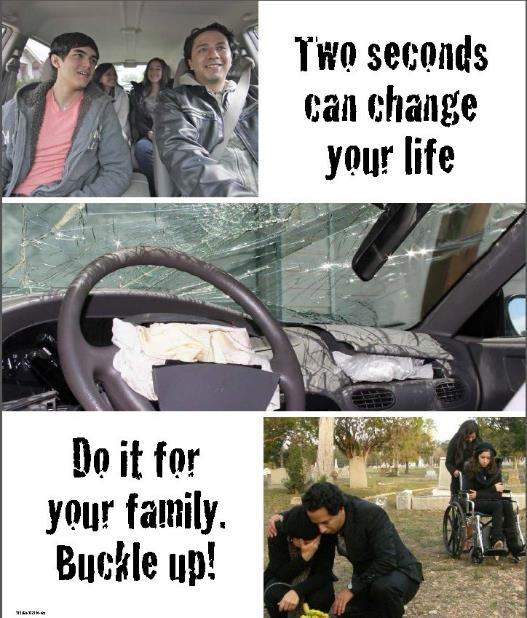 Two seconds
can change
your life
Do it for
your family.
Buckle up!